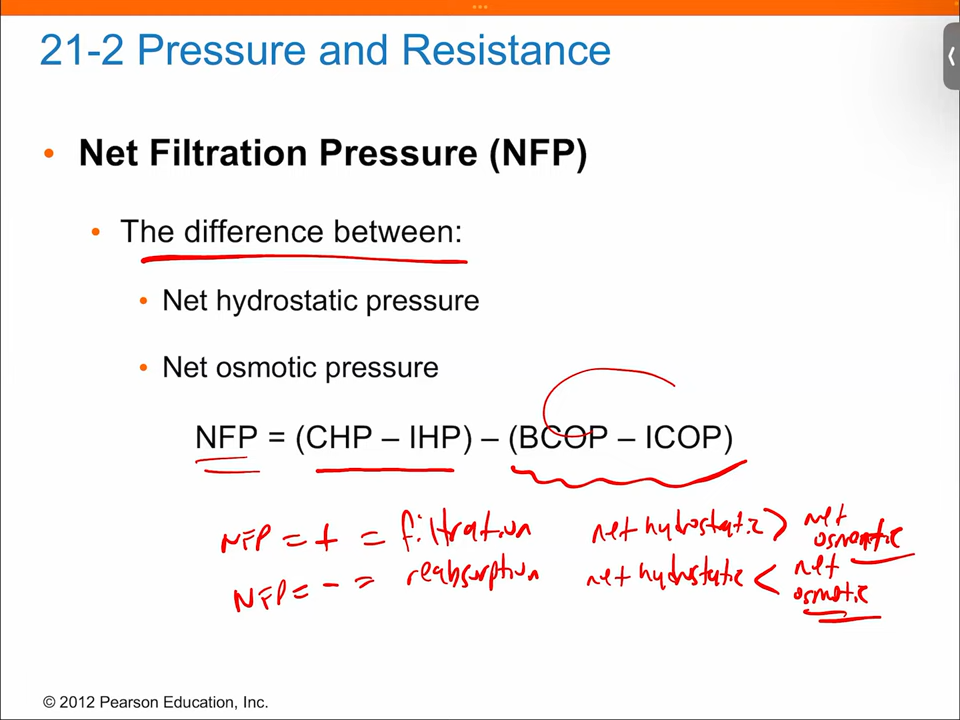 21-2 Pressure and Resistance
• Net Filtration Pressure (NFP)
• The difference between:
• Net hydrostatic pressure
• Net osmotic pressure
NFP = (CHP – IHP) – (BCOP – ICOP)
NFP = + = filtration net hydrostatic > net osmotic
NFP = - = reabsorption net hydrostatic < net osmotic
© 2012 Pearson Education, Inc.